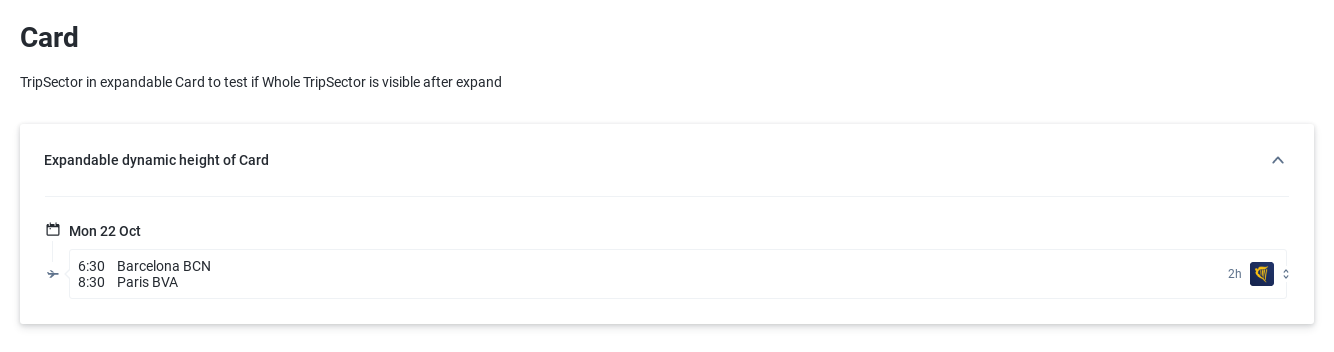 Card
TripSector in expandable Card to test if Whole TripSector is visible after expand
Expandable dynamic height of Card
Mon 22 Oct
6:30 Barcelona BCN
8:30 Paris BVA
2h